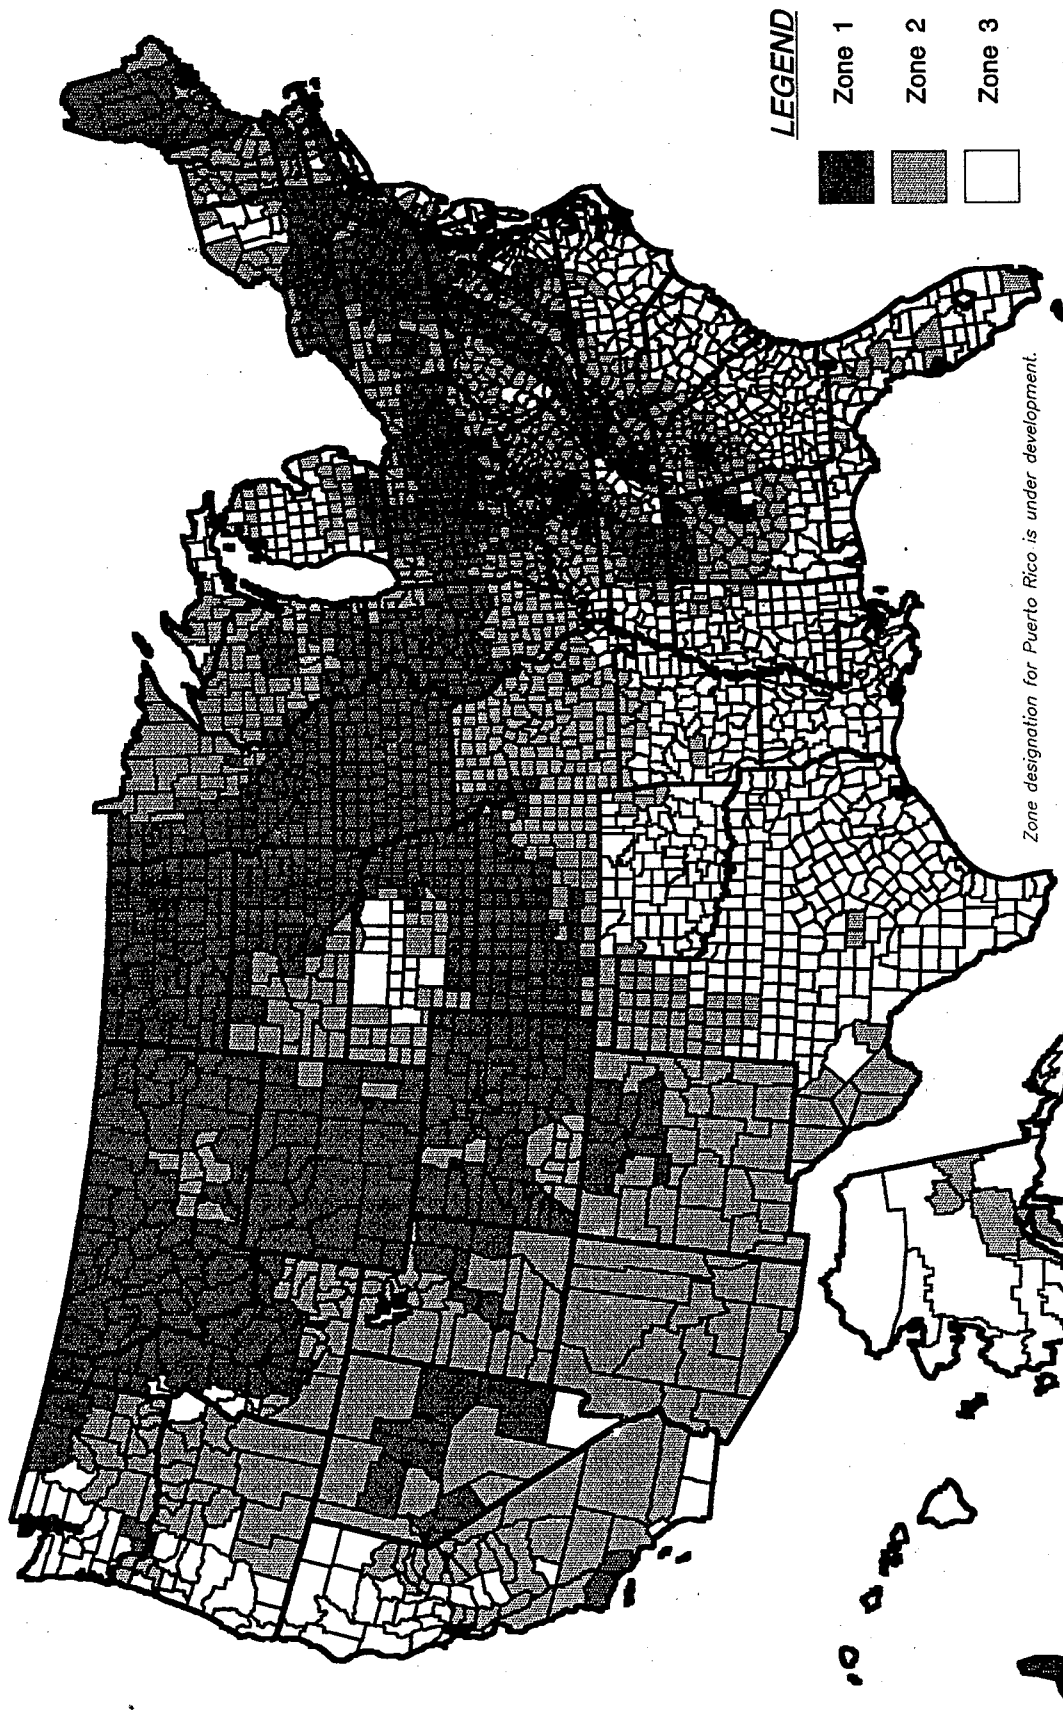 LEGEND
Zone 1
Zone 2
Zone 3
Zone designation for Puerto Rico is under development.